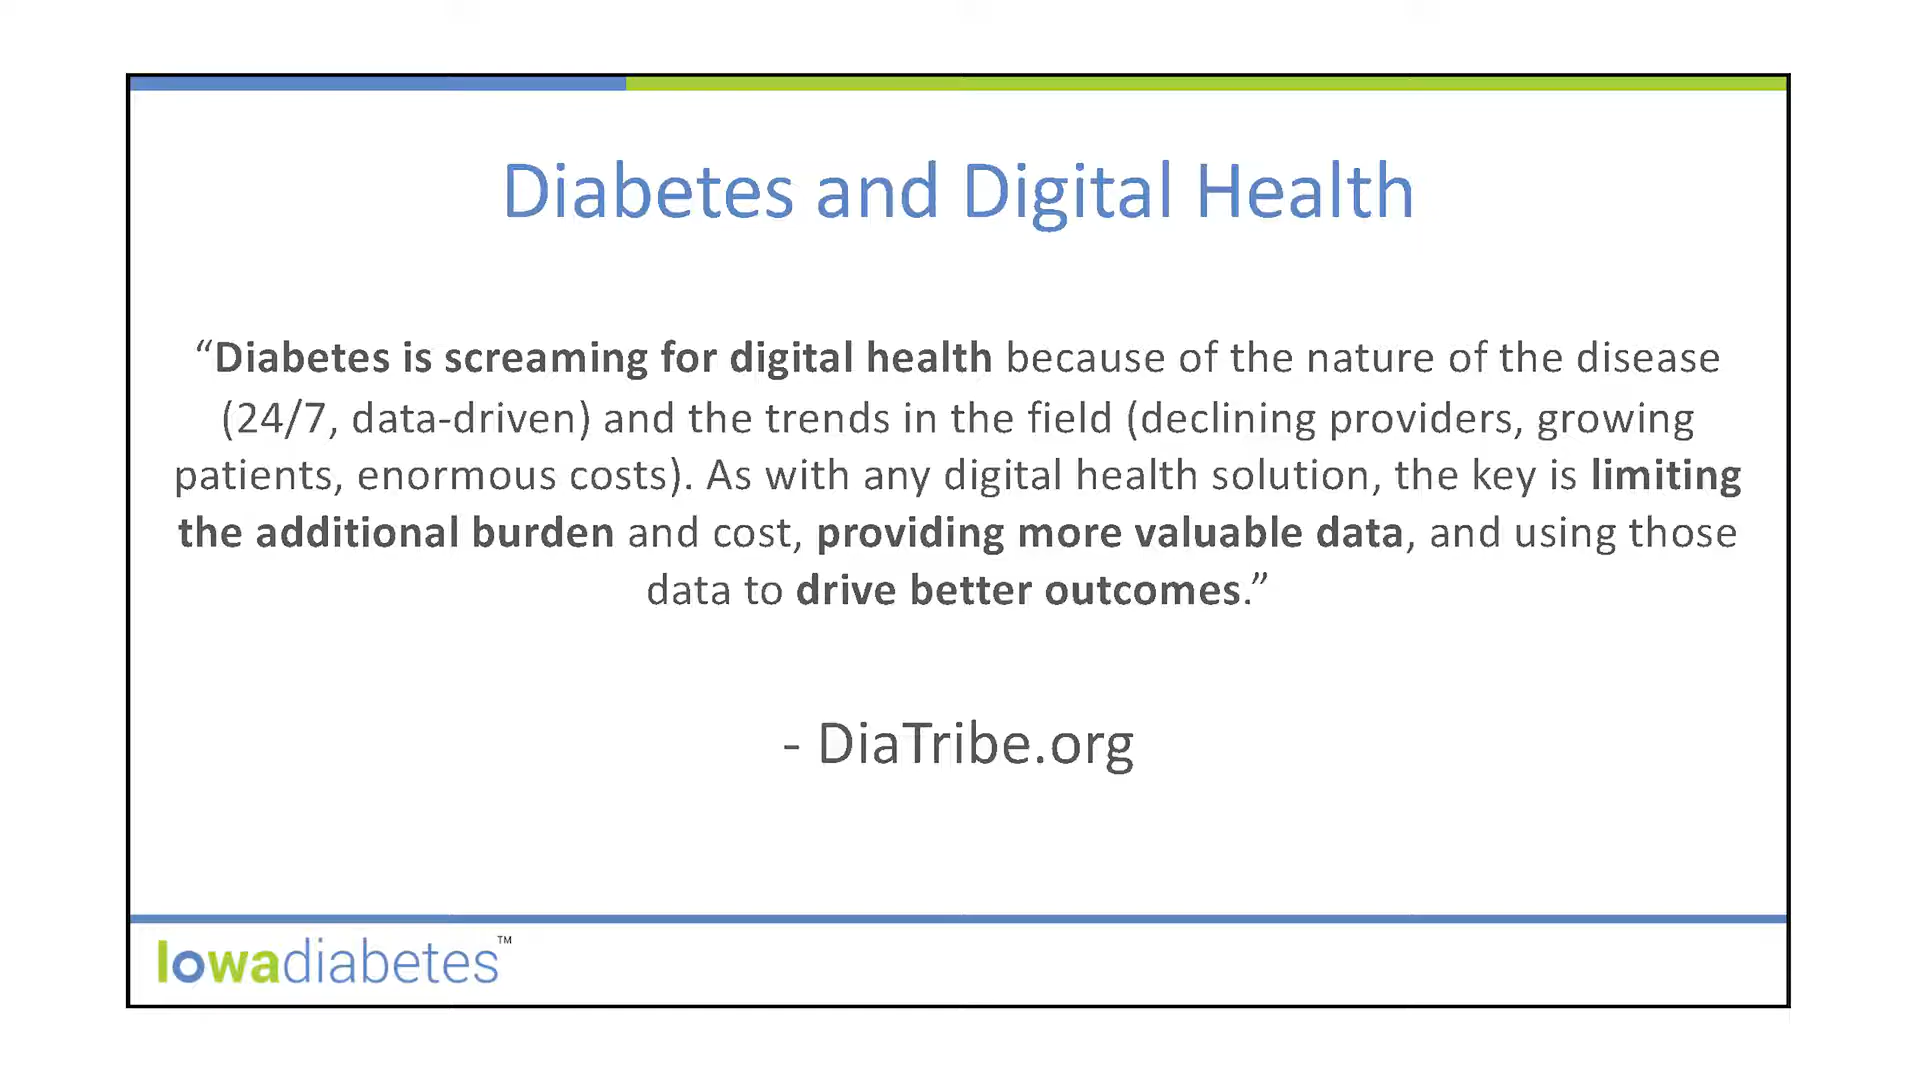 Diabetes and Digital Health
“Diabetes is screaming for digital health because of the nature of the disease
(24/7, data-driven) and the trends in the field (declining providers, growing
patients, enormous costs). As with any digital health solution, the key is limiting
the additional burden and cost, providing more valuable data, and using those
data to drive better outcomes.”
- DiaTribe.org
Iowadiabetes™